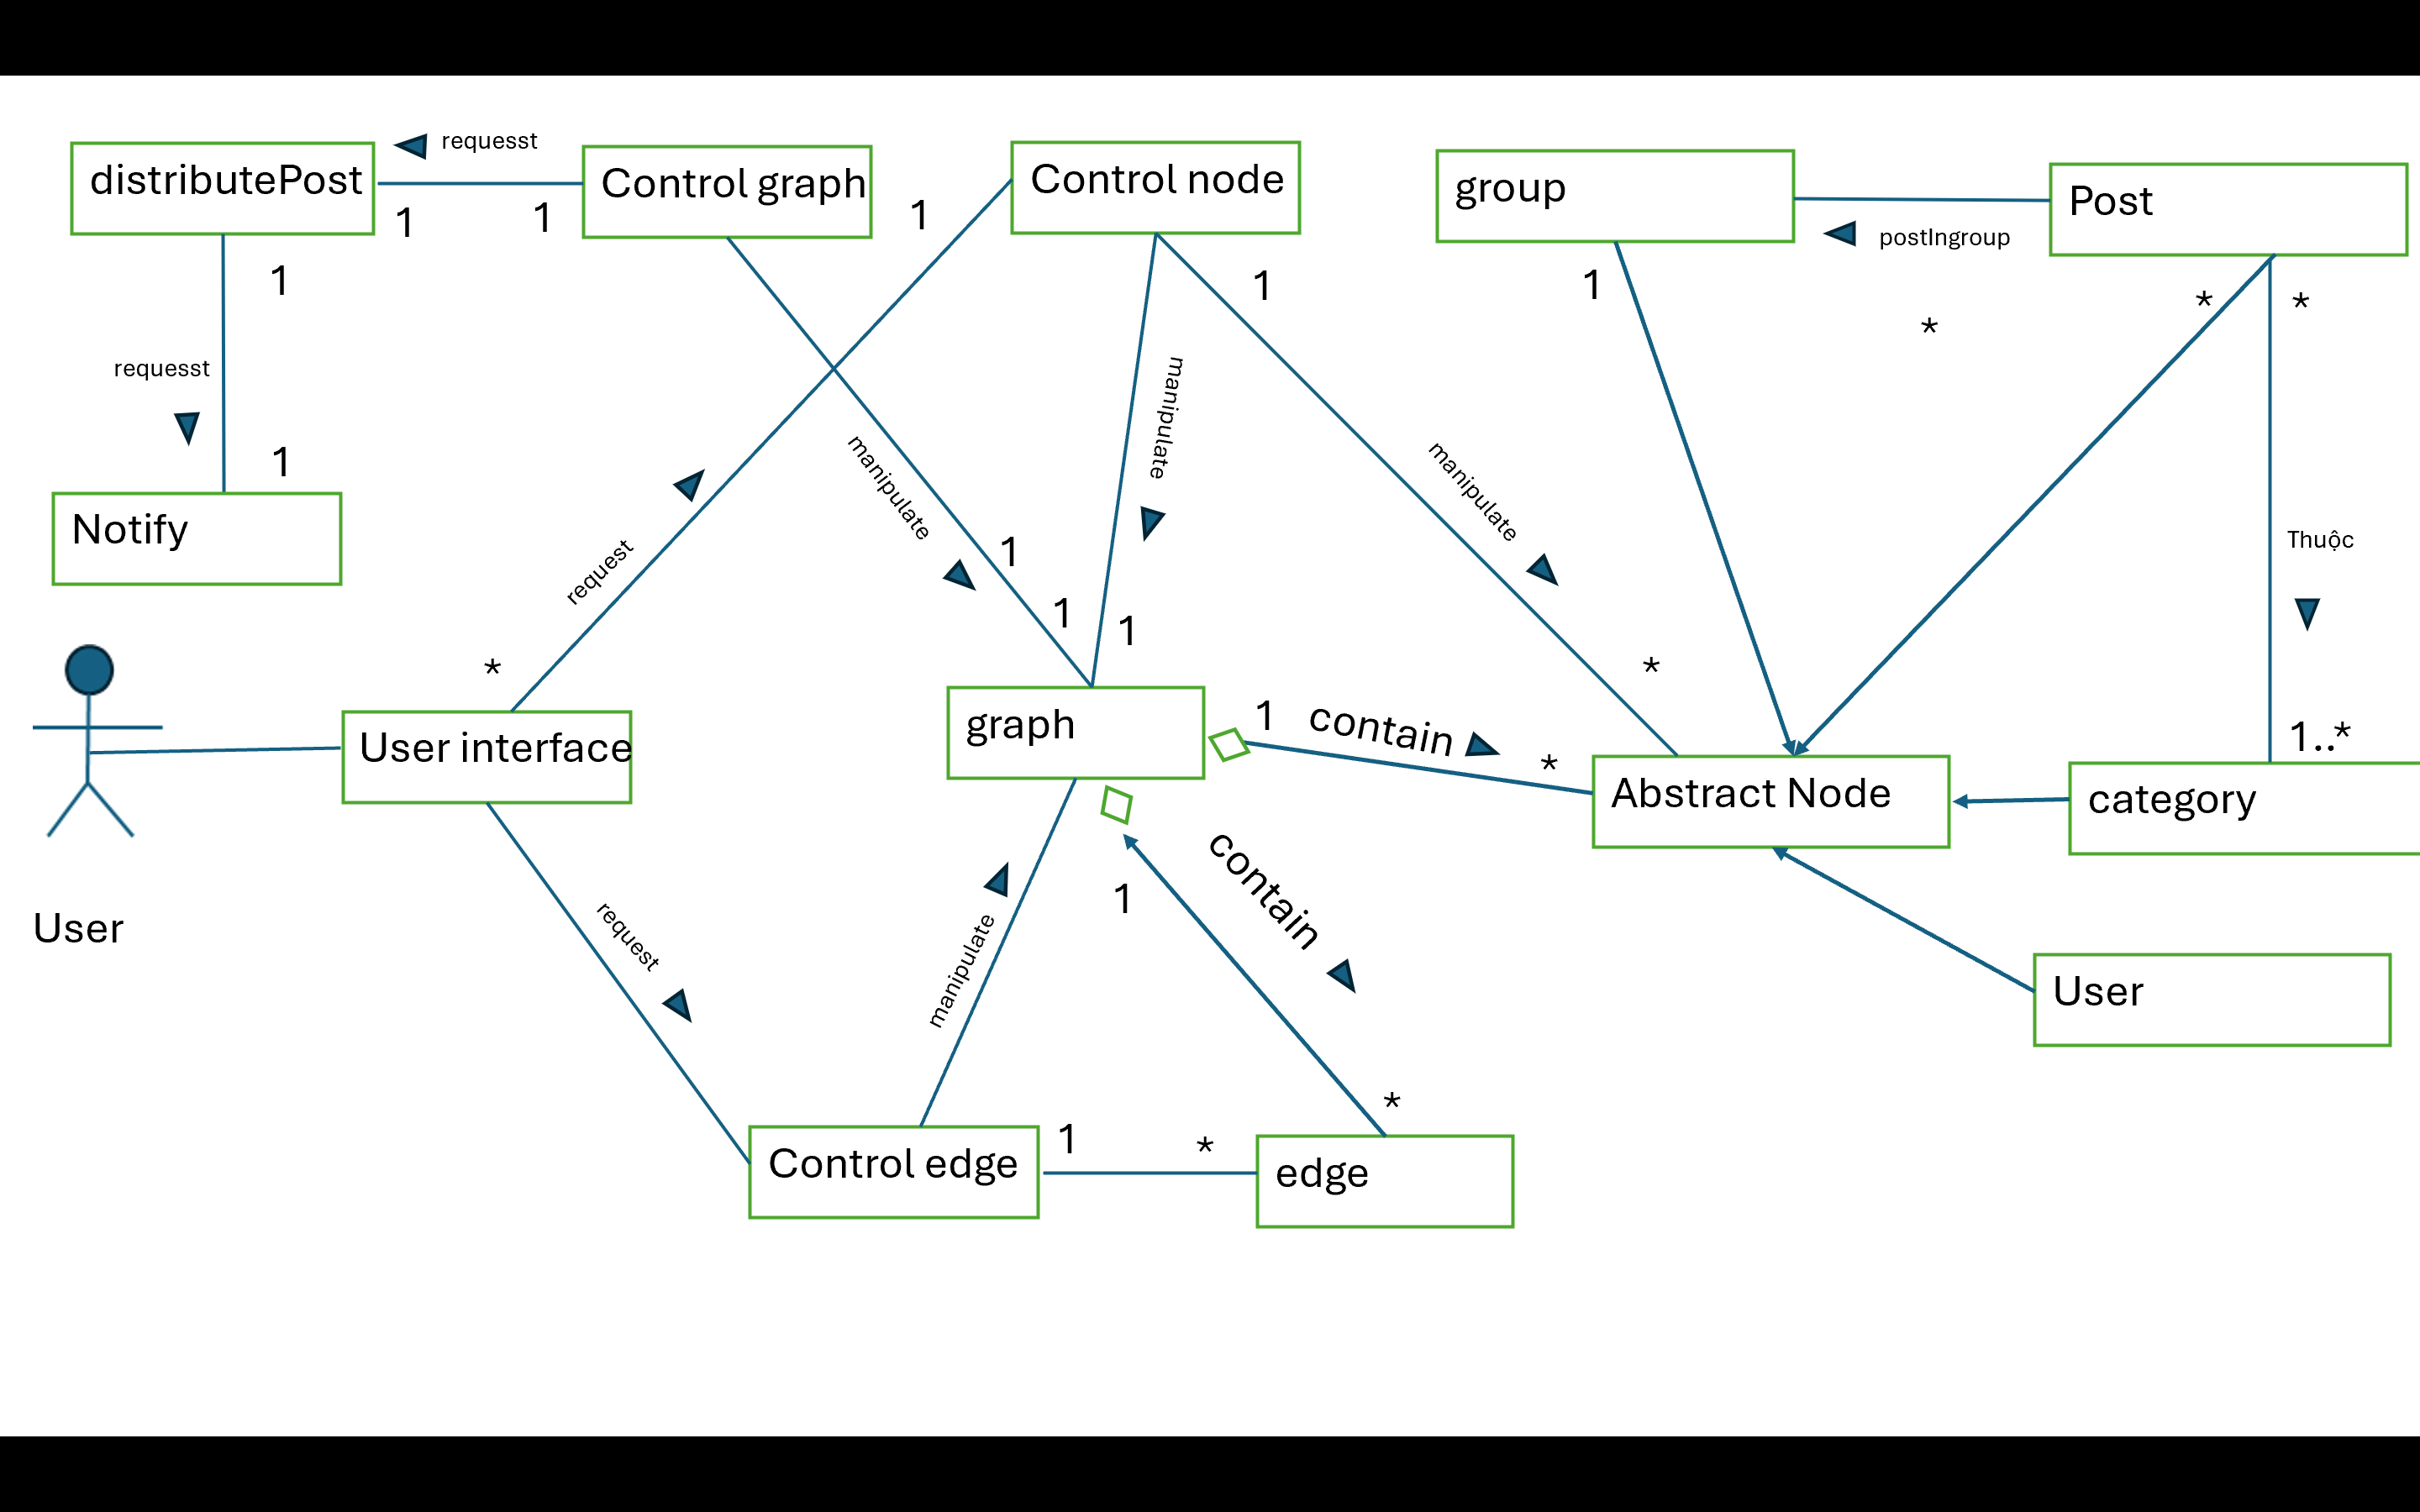 requesst
distributePost
Control graph
Control node
group
Post
1
1
1
1
1
1
postIngroup
*
*
*
requesst
manipulate
manipulate
manipulate
1
Notify
request
Thuộc
1
1
1
*
*
graph
1
contain
*
1..*
User interface
Abstract Node
category
contain
1
User
request
manipulate
User
*
1
*
Control edge
edge